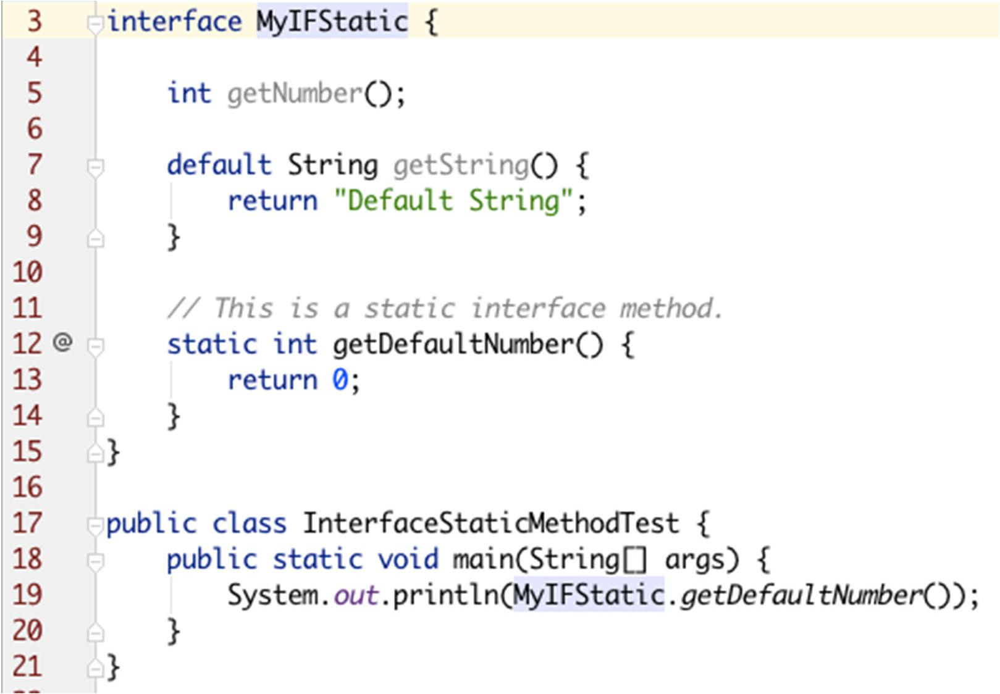 3 interface MyIFStatic {
4
5 int getNumber();
6
7 default String getString() {
8 return "Default String";
9 }
10
11 // This is a static interface method.
12 @ static int getDefaultNumber() {
13 return 0;
14 }
15 }
16
17 public class InterfaceStaticMethodTest {
18 public static void main(String[] args) {
19 System.out.println(MyIFStatic.getDefaultNumber());
20 }
21 }